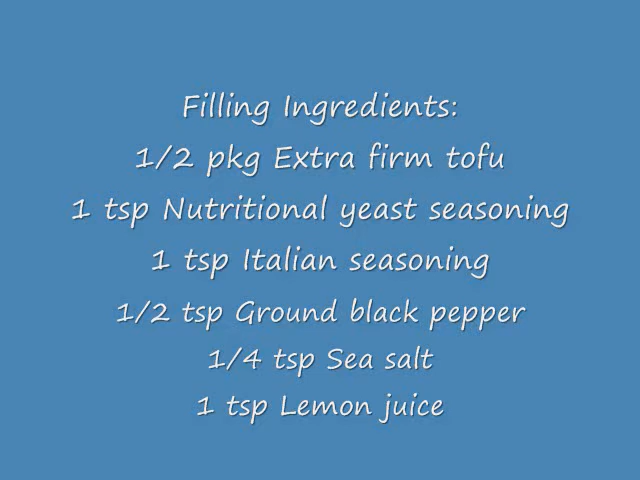 Filling Ingredients:
1/2 pkg Extra firm tofu
1 tsp Nutritional yeast seasoning
1 tsp Italian seasoning
1/2 tsp Ground black pepper
1/4 tsp Sea salt
1 tsp Lemon juice